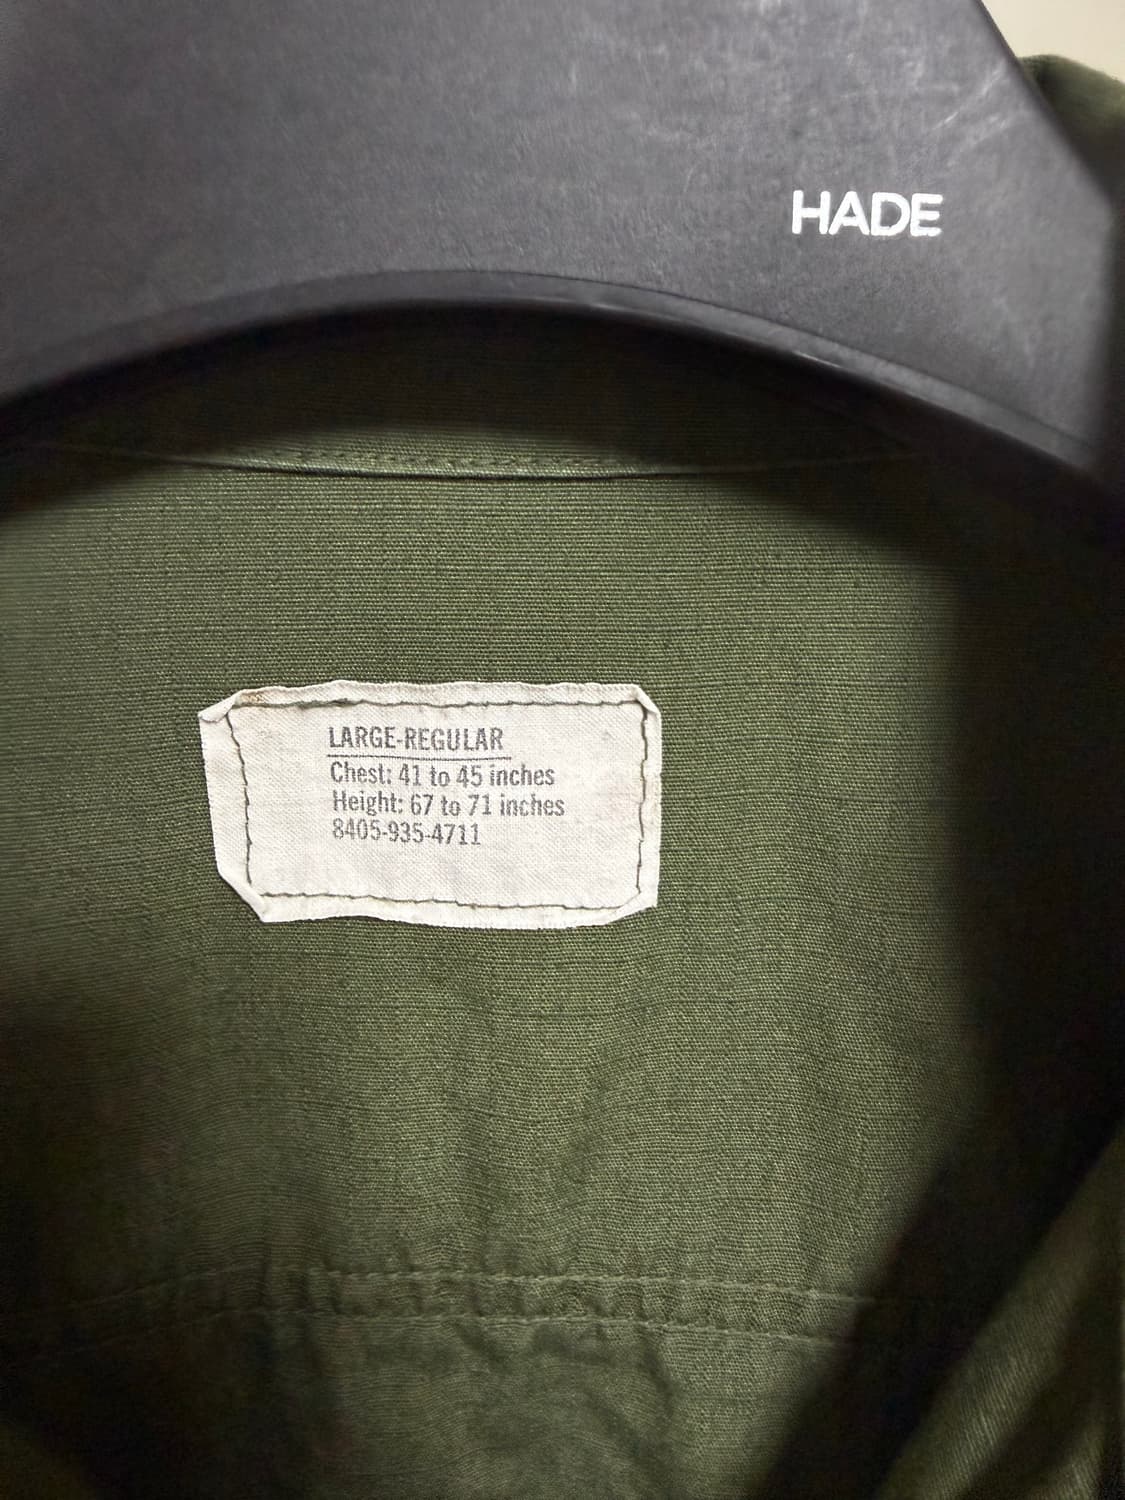 HADE
LARGE-REGULAR
Chest: 41 to 45 inches
Height: 67 to 71 inches
8405-935-4711